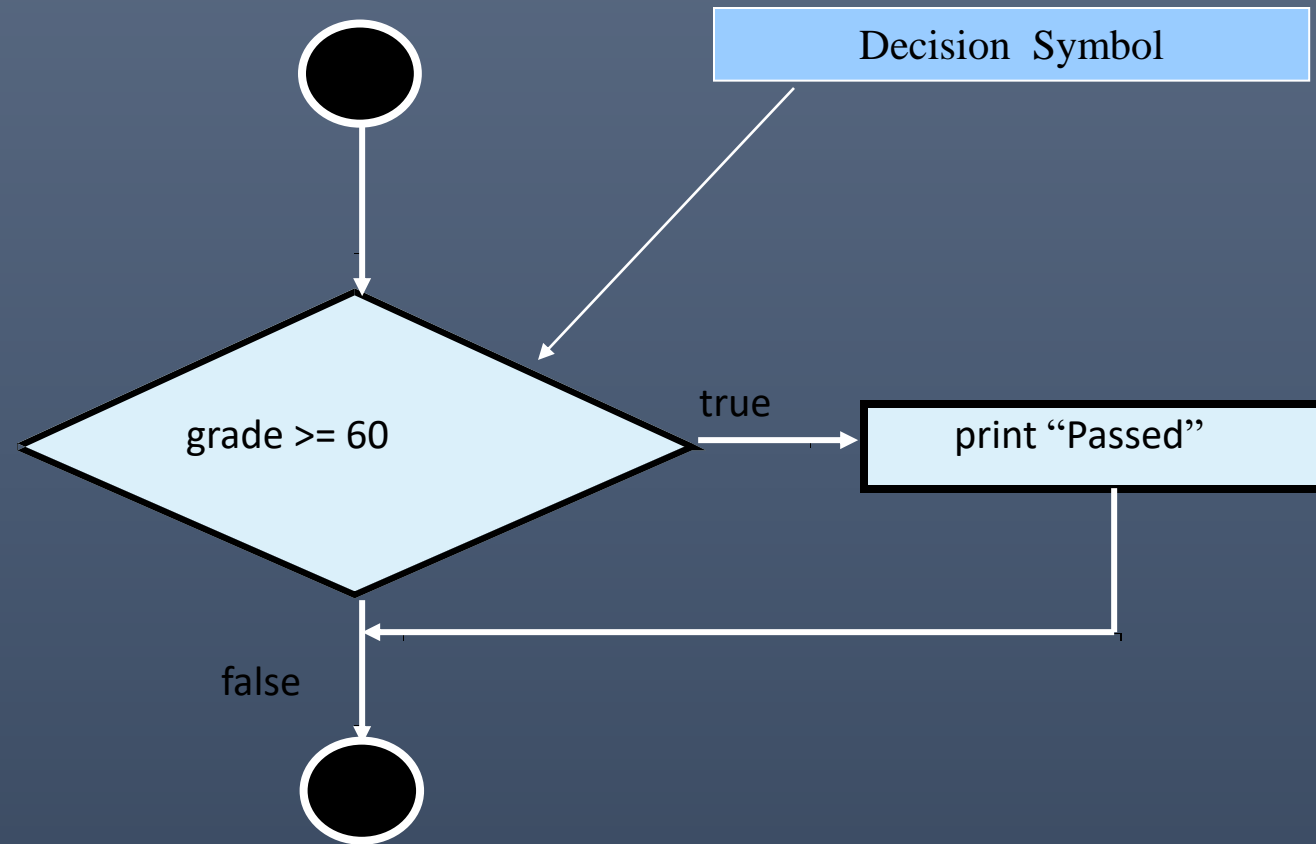 Decision Symbol
true
grade >= 60
print “Passed”
false